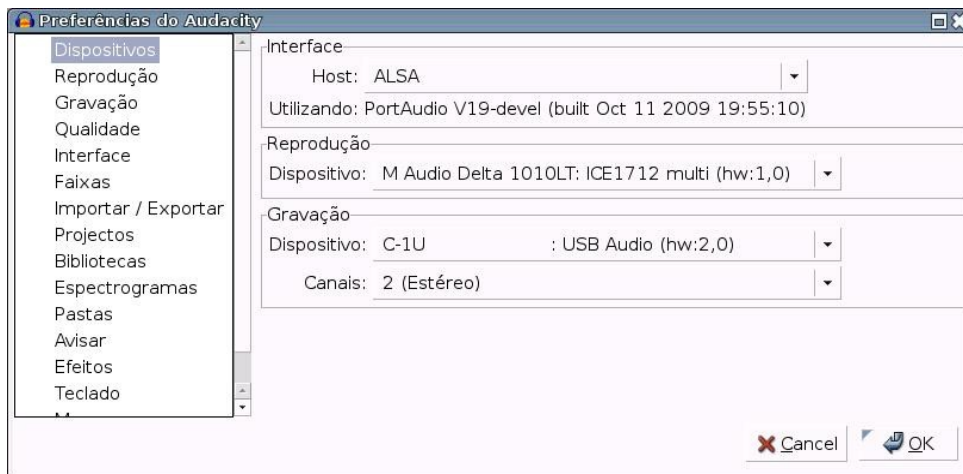 Preferências do Audacity
Dispositivos
Reprodução
Gravação
Qualidade
Interface
Faixas
Importar / Exportar
Projectos
Bibliotecas
Espectrogramas
Pastas
Avisar
Efeitos
Teclado
Interface
Host: ALSA
Utilizando: PortAudio V19-devel (built Oct 11 2009 19:55:10)
Reprodução
Dispositivo: M Audio Delta 1010LT: ICE1712 multi (hw:1,0)
Gravação
Dispositivo: C-1U : USB Audio (hw:2,0)
Canais: 2 (Estéreo)
Cancel OK